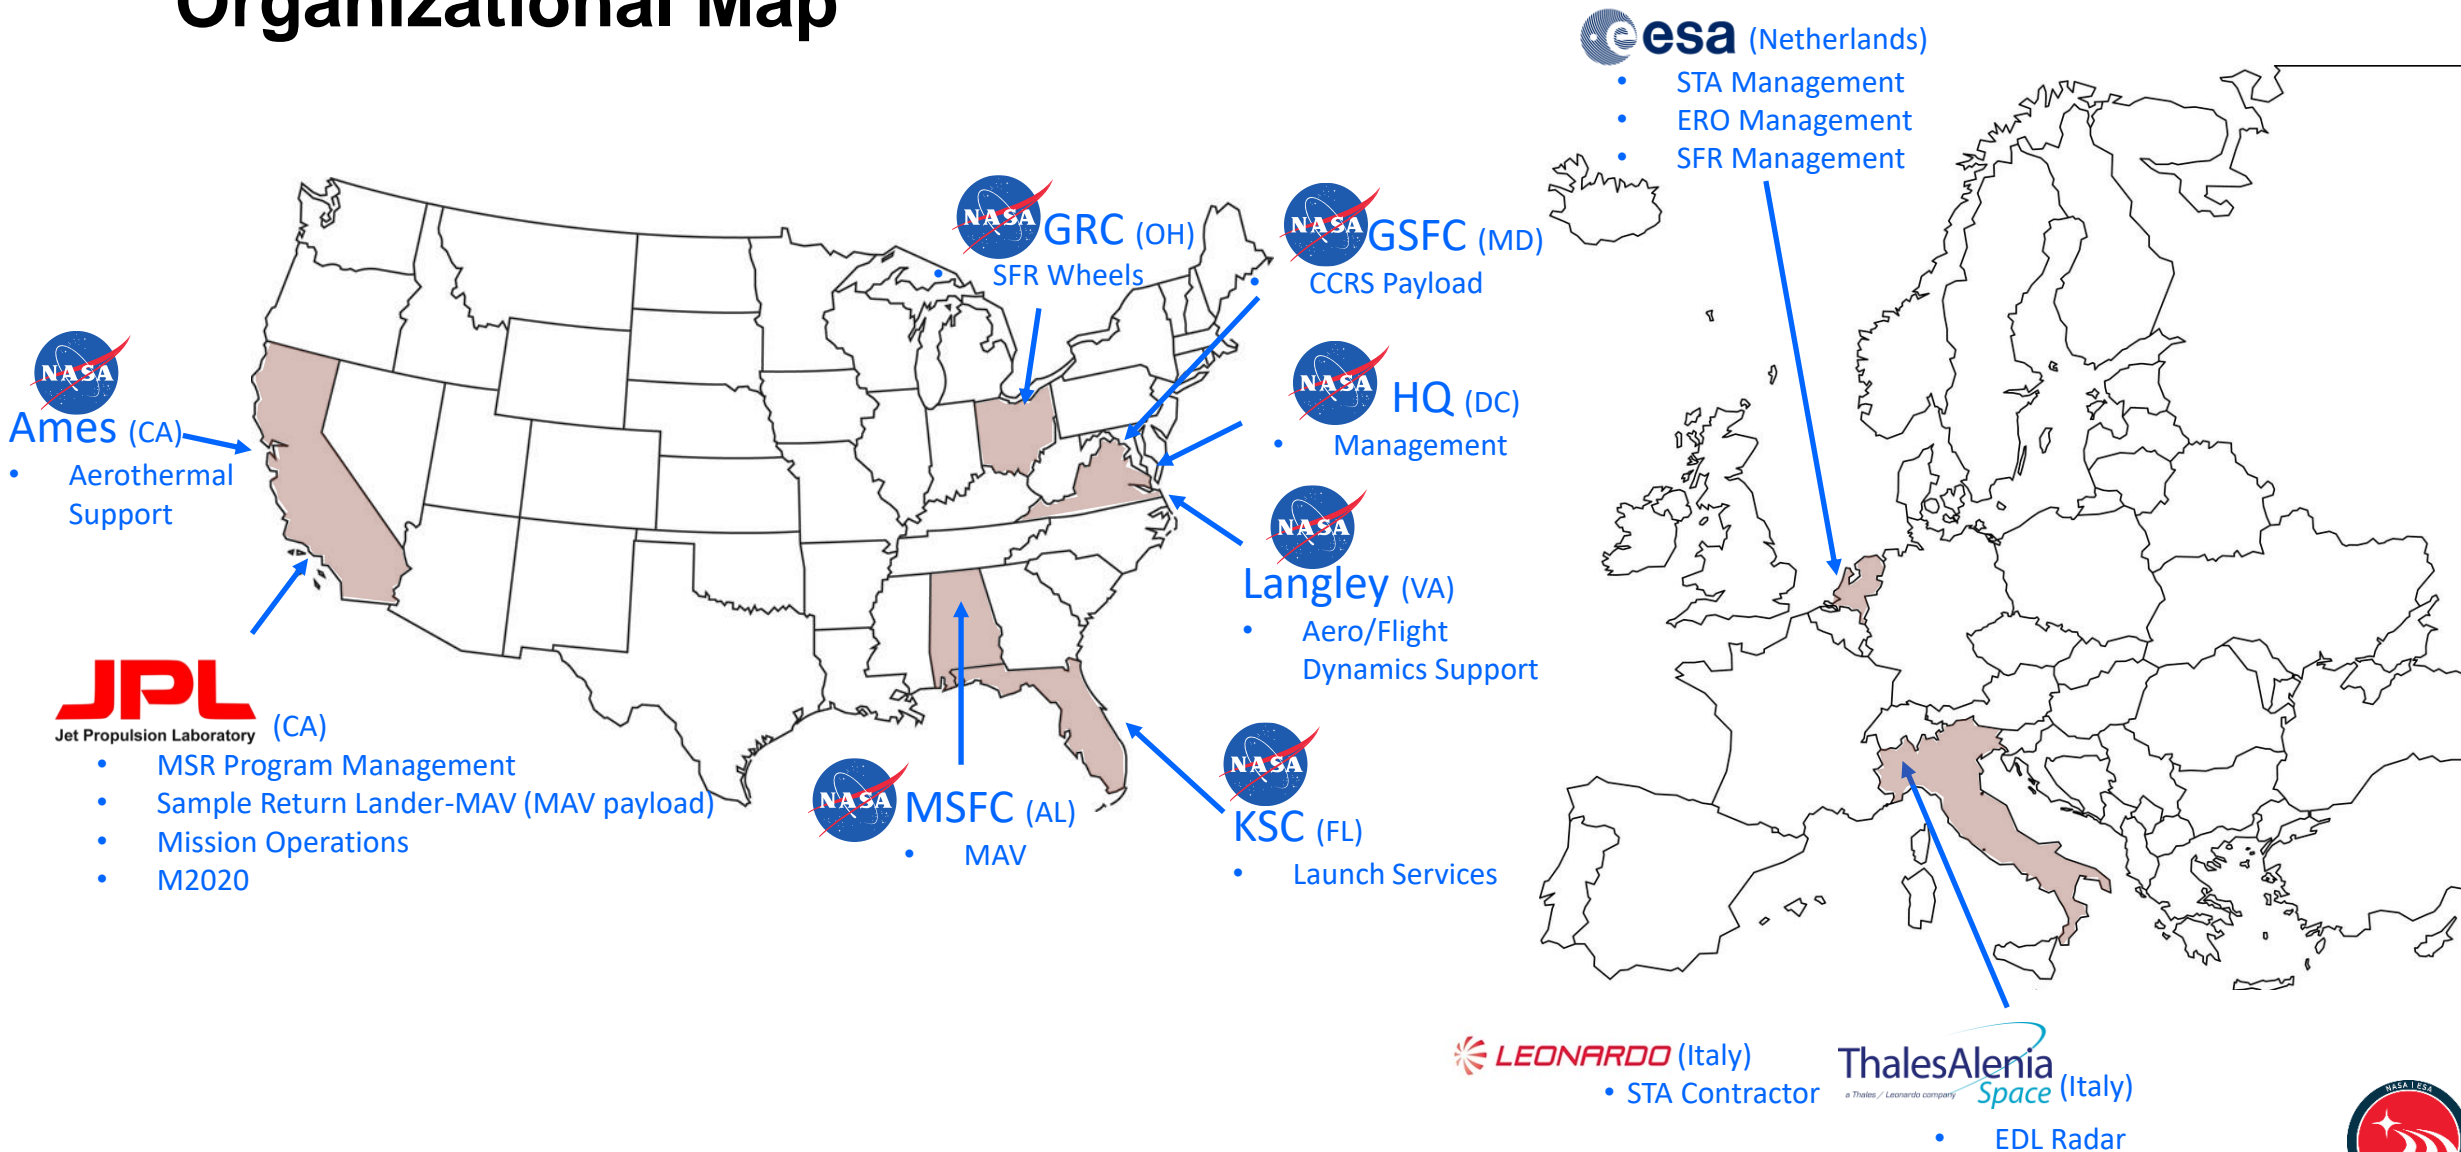 Organizational Map
esa (Netherlands)
• STA Management
• ERO Management
• SFR Management
NASA
GRC (OH)
• SFR Wheels
NASA
GSFC (MD)
• CCRS Payload
NASA
Ames (CA)
• Aerothermal
Support
NASA
HQ (DC)
• Management
NASA
Langley (VA)
• Aero/Flight
Dynamics Support
JPL
Jet Propulsion Laboratory (CA)
• MSR Program Management
• Sample Return Lander-MAV (MAV payload)
• Mission Operations
• M2020
NASA
MSFC (AL)
• MAV
NASA
KSC (FL)
• Launch Services
LEONARDO (Italy)
• STA Contractor
ThalesAlenia
a Thales / Leonardo company Space (Italy)
• EDL Radar
NASA | ESA